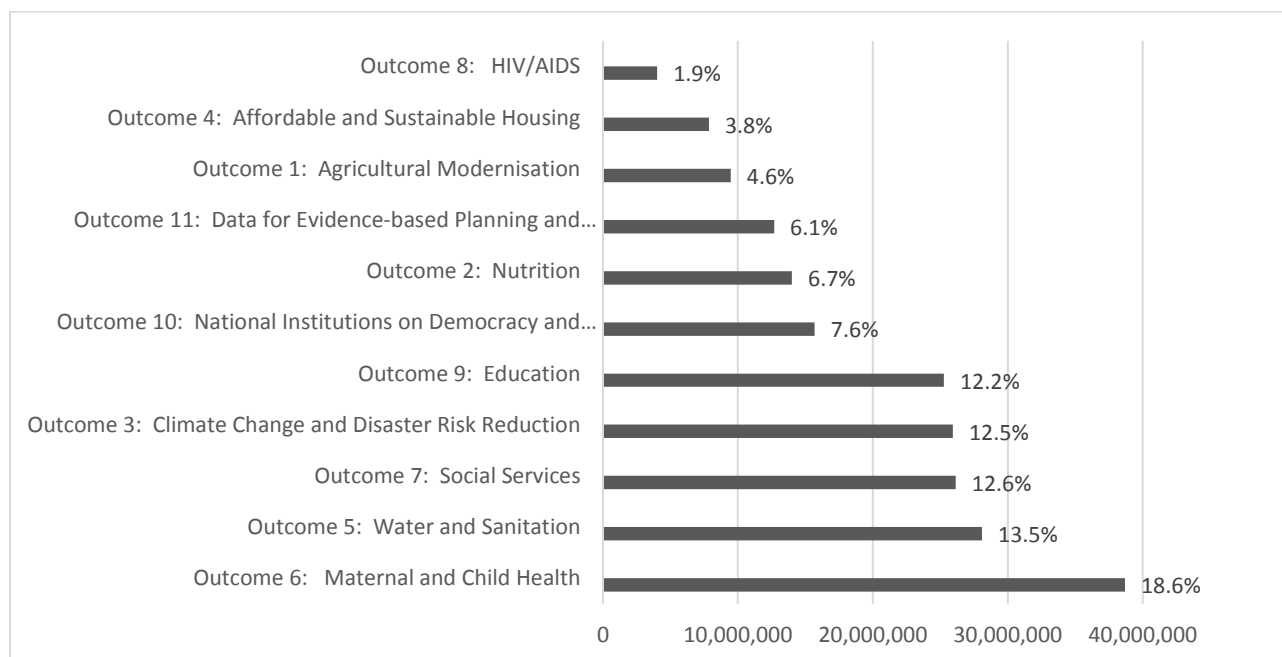 Outcome 8: HIV/AIDS 1.9%
Outcome 4: Affordable and Sustainable Housing 3.8%
Outcome 1: Agricultural Modernisation 4.6%
Outcome 11: Data for Evidence-based Planning and... 6.1%
Outcome 2: Nutrition 6.7%
Outcome 10: National Institutions on Democracy and... 7.6%
Outcome 9: Education 12.2%
Outcome 3: Climate Change and Disaster Risk Reduction 12.5%
Outcome 7: Social Services 12.6%
Outcome 5: Water and Sanitation 13.5%
Outcome 6: Maternal and Child Health 18.6%
0 10,000,000 20,000,000 30,000,000 40,000,000